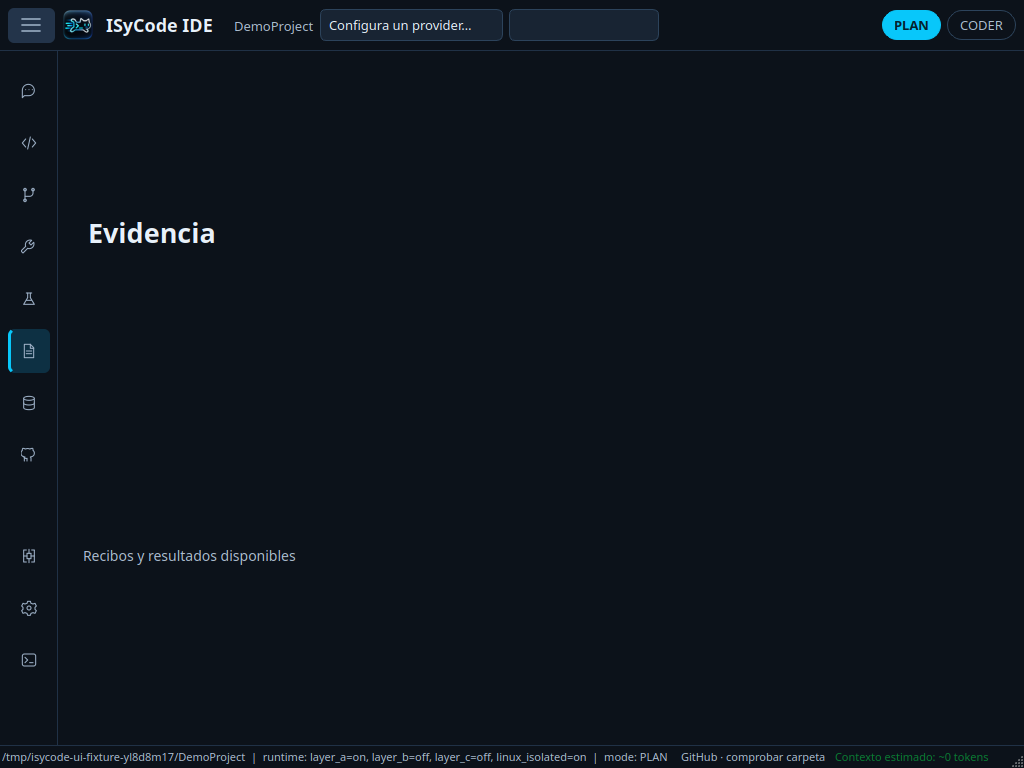 ISyCode IDE DemoProject Configura un provider... PLAN CODER
Evidencia
Recibos y resultados disponibles
/tmp/isycode-ui-fixture-yl8d8m17/DemoProject | runtime: layer_a=on, layer_b=off, layer_c=off, linux_isolated=on | mode: PLAN GitHub · comprobar carpeta Contexto estimado: ~0 tokens